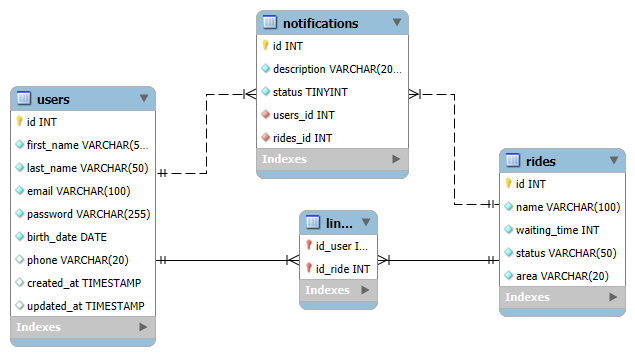 notifications
id INT
description VARCHAR(20...
status TINYINT
users_id INT
rides_id INT
Indexes
users
id INT
first_name VARCHAR(5...
last_name VARCHAR(50)
email VARCHAR(100)
password VARCHAR(255)
birth_date DATE
phone VARCHAR(20)
created_at TIMESTAMP
updated_at TIMESTAMP
Indexes
lin...
id_user I...
id_ride INT
Indexes
rides
id INT
name VARCHAR(100)
waiting_time INT
status VARCHAR(50)
area VARCHAR(20)
Indexes